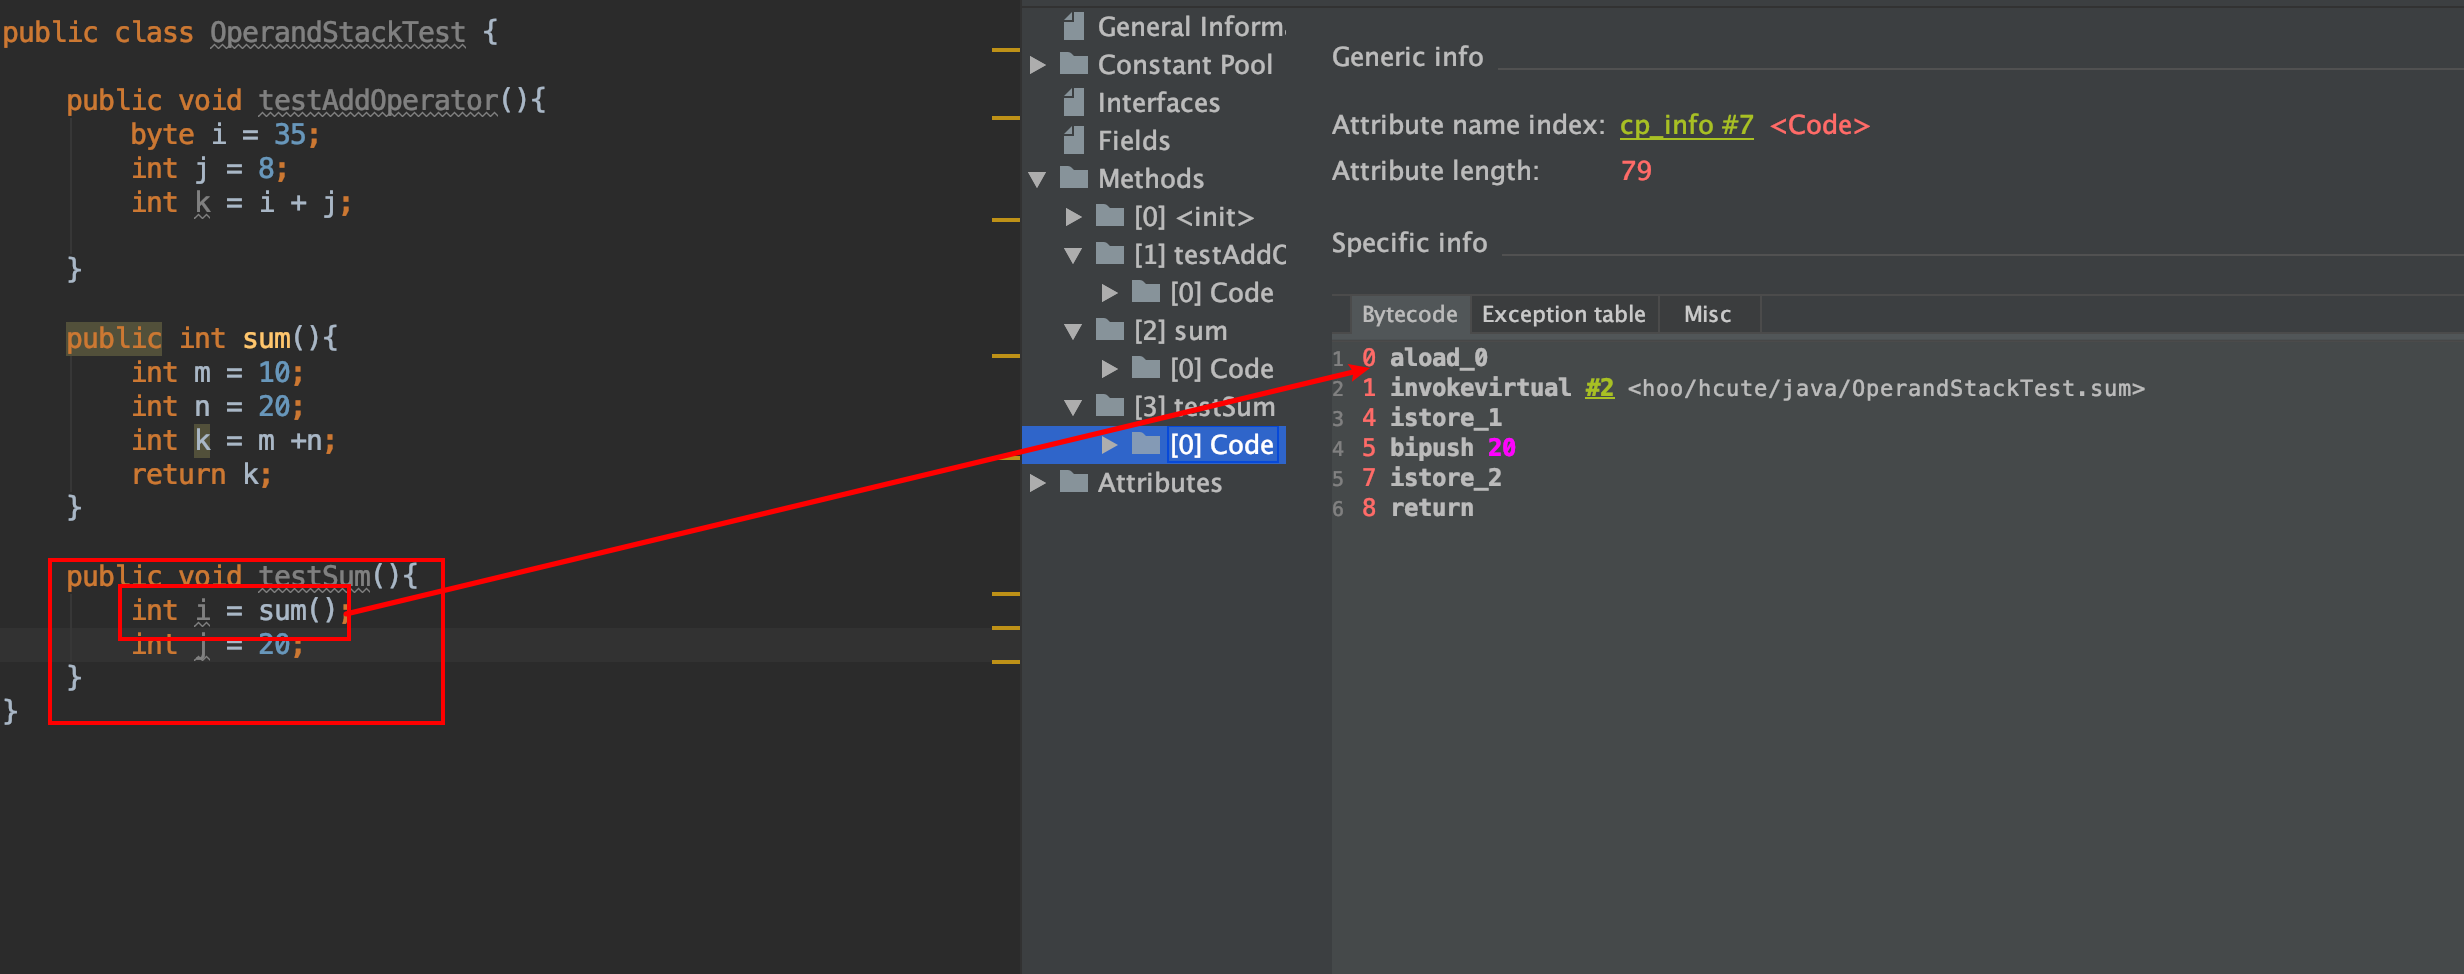 public class OperandStackTest {
public void testAddOperator(){
byte i = 35;
int j = 8;
int k = i + j;
}
public int sum(){
int m = 10;
int n = 20;
int k = m +n;
return k;
}
public void testSum(){
int i = sum();
int j = 20;
}
}
General Inform
Constant Pool
Interfaces
Fields
Methods
[0] <init>
[1] testAddO
[0] Code
[2] sum
[0] Code
[3] testSum
[0] Code
Attributes
Generic info
Attribute name index: cp_info #7 <Code>
Attribute length: 79
Specific info
Bytecode Exception table Misc
1 0 aload_0
2 1 invokevirtual #2 <hoo/hcute/java/OperandStackTest.sum>
3 4 istore_1
4 5 bipush 20
5 7 istore_2
6 8 return